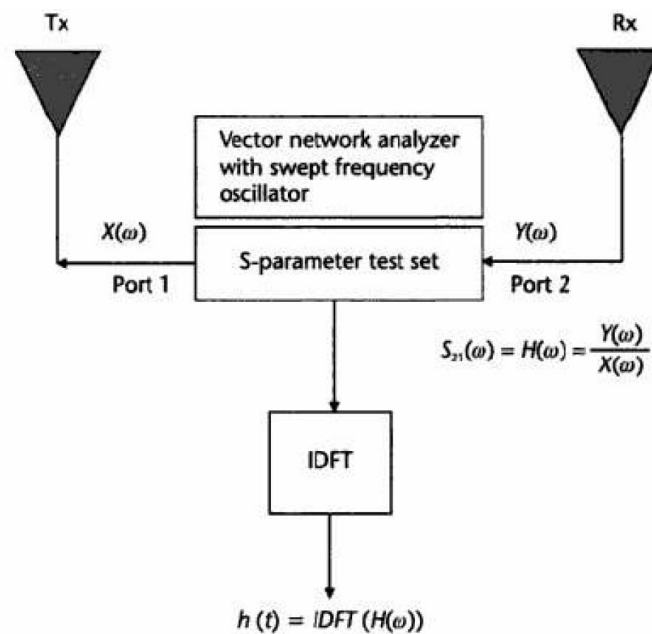 Tx
Rx
Vector network analyzer
with swept frequency
oscillator
X(ω)
Y(ω)
S-parameter test set
Port 1
Port 2
S₂₁(ω) = H(ω) = Y(ω)/X(ω)
IDFT
h (t) = IDFT (H(ω))